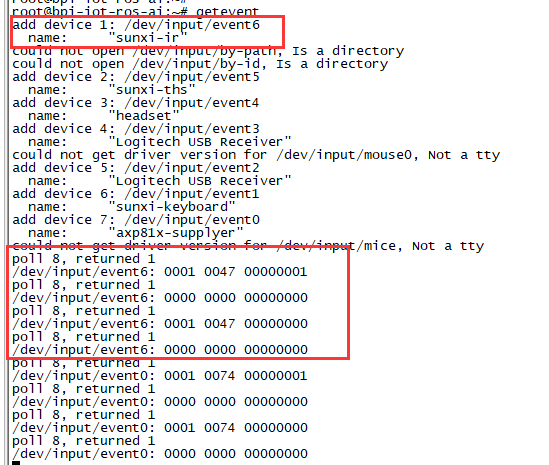 root@bpi-iot-ros-ai:~#
root@bpi-iot-ros-ai:~# getevent
add device 1: /dev/input/event6
  name:     "sunxi-ir"
could not open /dev/input/by-path, Is a directory
could not open /dev/input/by-id, Is a directory
add device 2: /dev/input/event5
  name:     "sunxi-ths"
add device 3: /dev/input/event4
  name:     "headset"
add device 4: /dev/input/event3
  name:     "Logitech USB Receiver"
could not get driver version for /dev/input/mouse0, Not a tty
add device 5: /dev/input/event2
  name:     "Logitech USB Receiver"
add device 6: /dev/input/event1
  name:     "sunxi-keyboard"
add device 7: /dev/input/event0
  name:     "axp81x-supplyer"
could not get driver version for /dev/input/mice, Not a tty
poll 8, returned 1
/dev/input/event6: 0001 0047 00000001
poll 8, returned 1
/dev/input/event6: 0000 0000 00000000
poll 8, returned 1
/dev/input/event6: 0001 0047 00000000
poll 8, returned 1
/dev/input/event6: 0000 0000 00000000
poll 8, returned 1
/dev/input/event0: 0001 0074 00000001
poll 8, returned 1
/dev/input/event0: 0000 0000 00000000
poll 8, returned 1
/dev/input/event0: 0001 0074 00000000
poll 8, returned 1
/dev/input/event0: 0000 0000 00000000